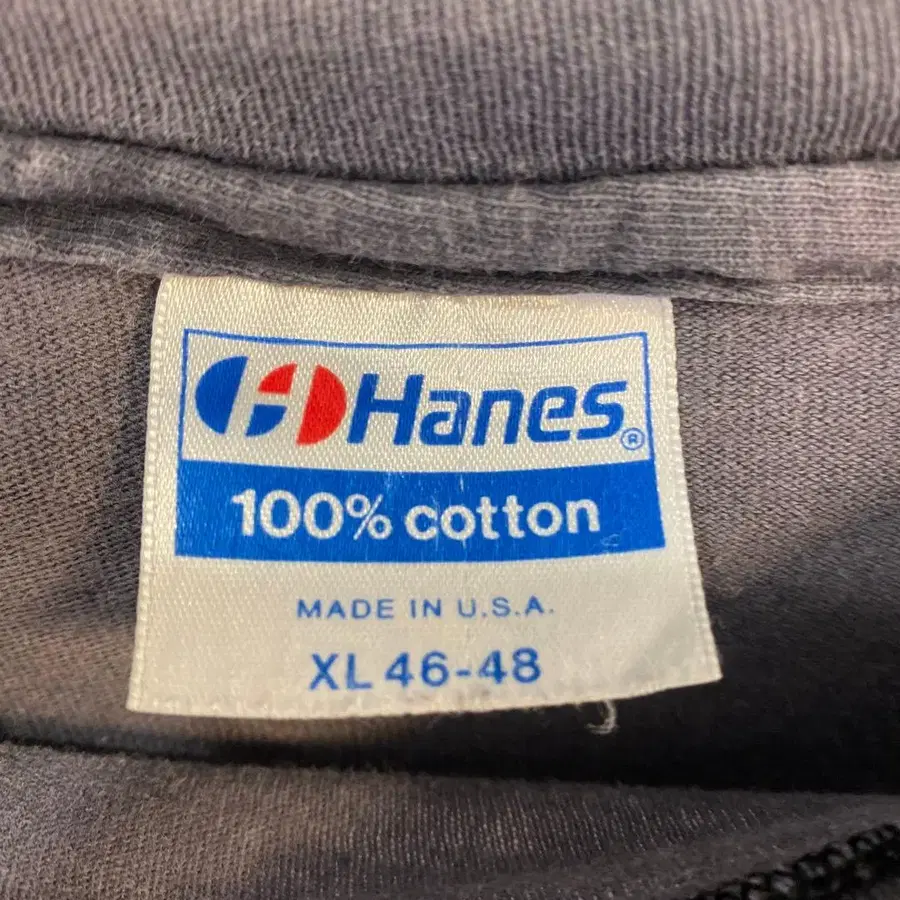 Hanes®
100% cotton
MADE IN U.S.A.
XL 46-48